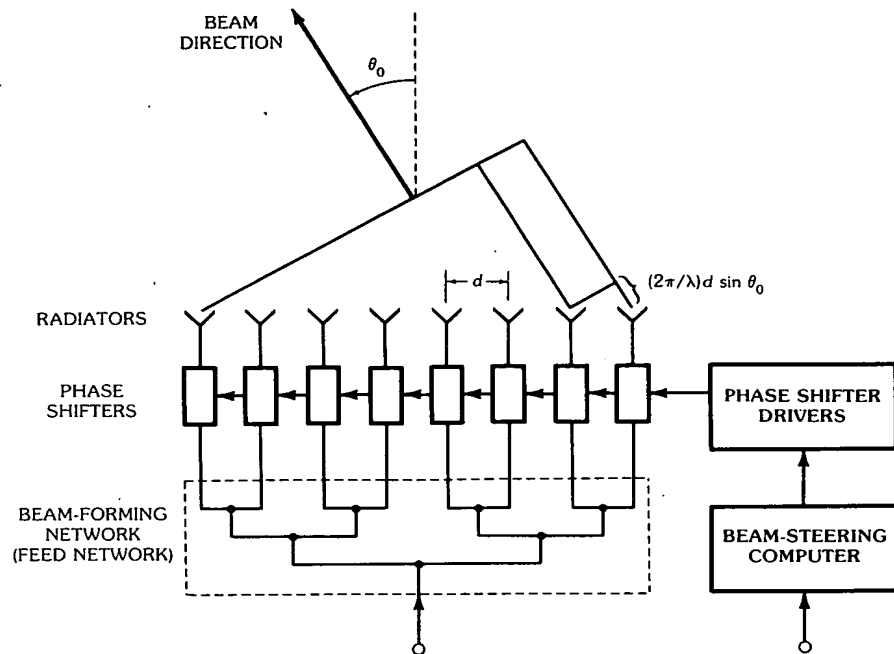 BEAM
DIRECTION
θ₀
d
(2π/λ)d sin θ₀
RADIATORS
PHASE
SHIFTERS
PHASE SHIFTER
DRIVERS
BEAM-FORMING
NETWORK
(FEED NETWORK)
BEAM-STEERING
COMPUTER